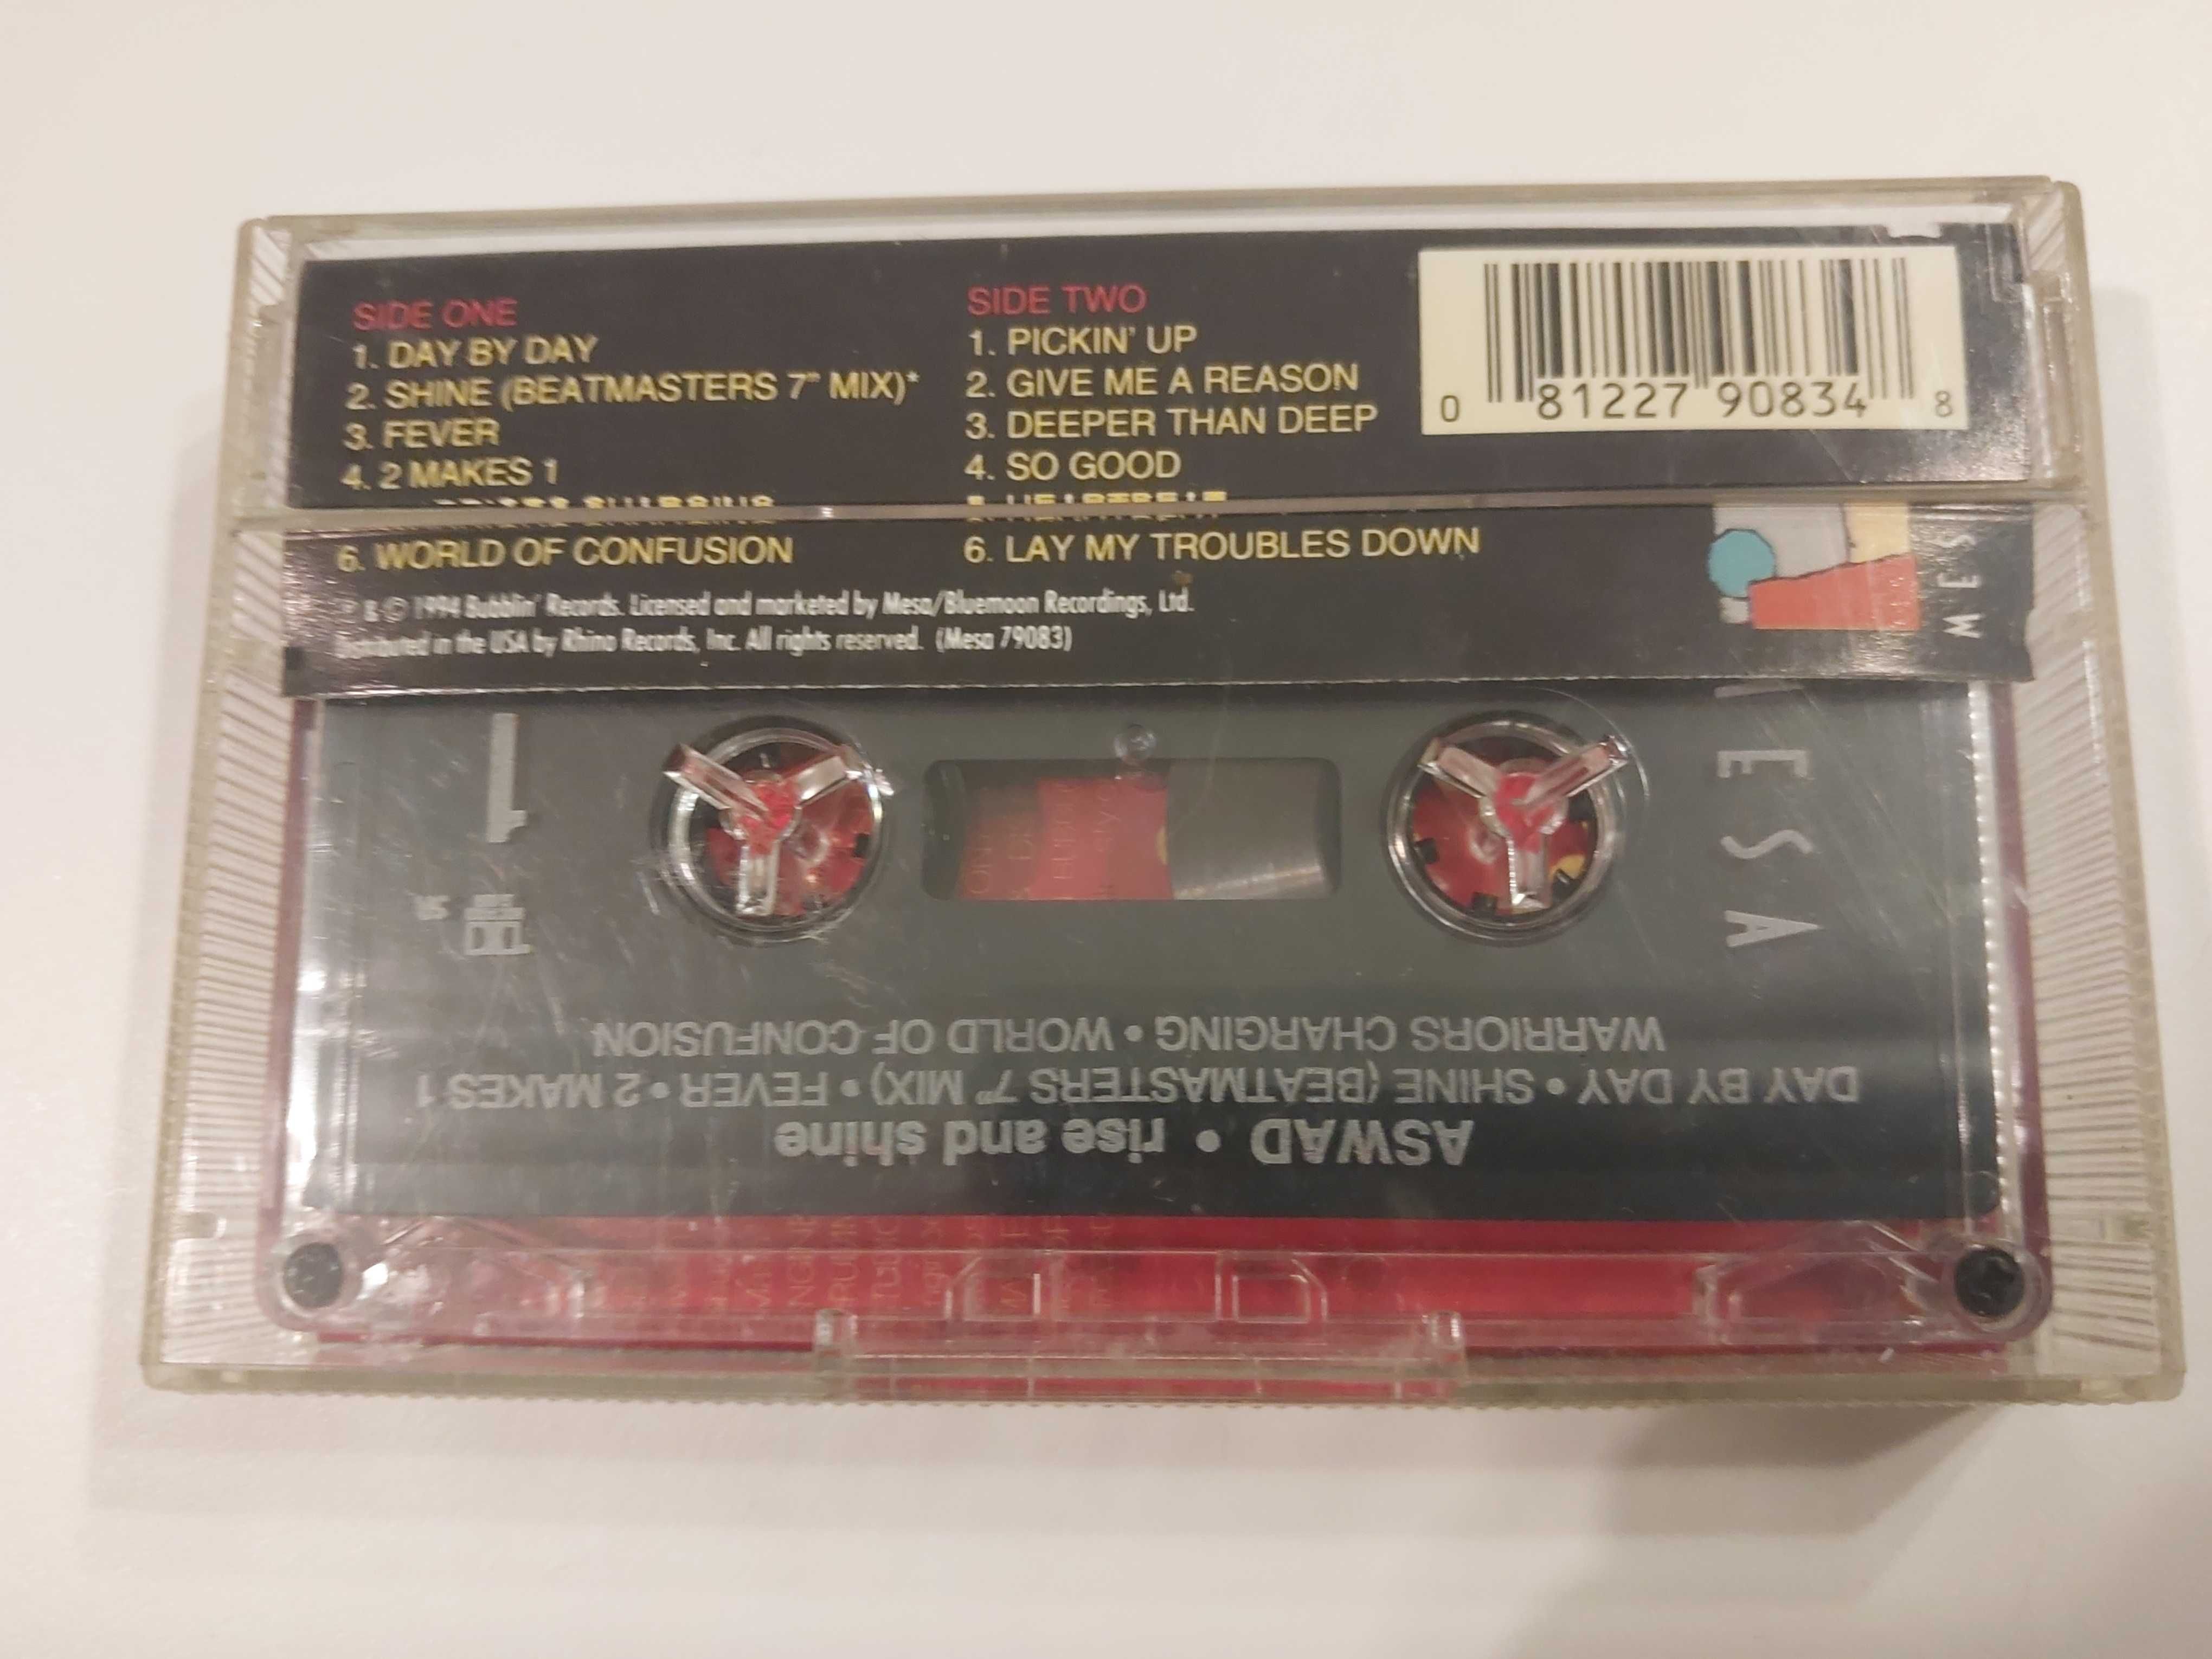 SIDE ONE
1. DAY BY DAY
2. SHINE (BEATMASTERS 7" MIX)*
3. FEVER
4. 2 MAKES 1
6. WORLD OF CONFUSION
SIDE TWO
1. PICKIN' UP
2. GIVE ME A REASON
3. DEEPER THAN DEEP
4. SO GOOD
5. HEARTBEAT
6. LAY MY TROUBLES DOWN
0 81227 90834 8
& © 1994 Bubblin' Records. Licensed and marketed by Mesa/Bluemoon Recordings, Ltd.
Distributed in the USA by Rhino Records, Inc. All rights reserved. (Mesa 79083)
MESA
MESA
1
SR
ASWAD • rise and shine
DAY BY DAY • SHINE (BEATMASTERS 7" MIX) • FEVER • 2 MAKES 1
WARRIORS CHARGING • WORLD OF CONFUSION